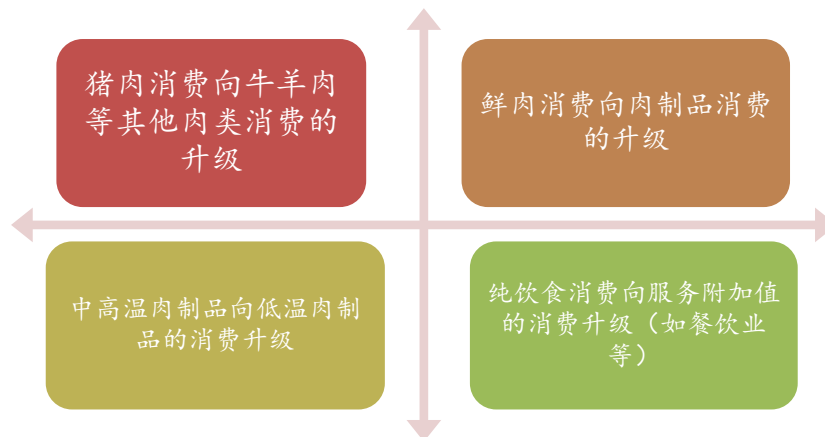 猪肉消费向牛羊肉
等其他肉类消费的
升级
鲜肉消费向肉制品消费
的升级
中高温肉制品向低温肉制
品的消费升级
纯饮食消费向服务附加值
的消费升级（如餐饮业
等）